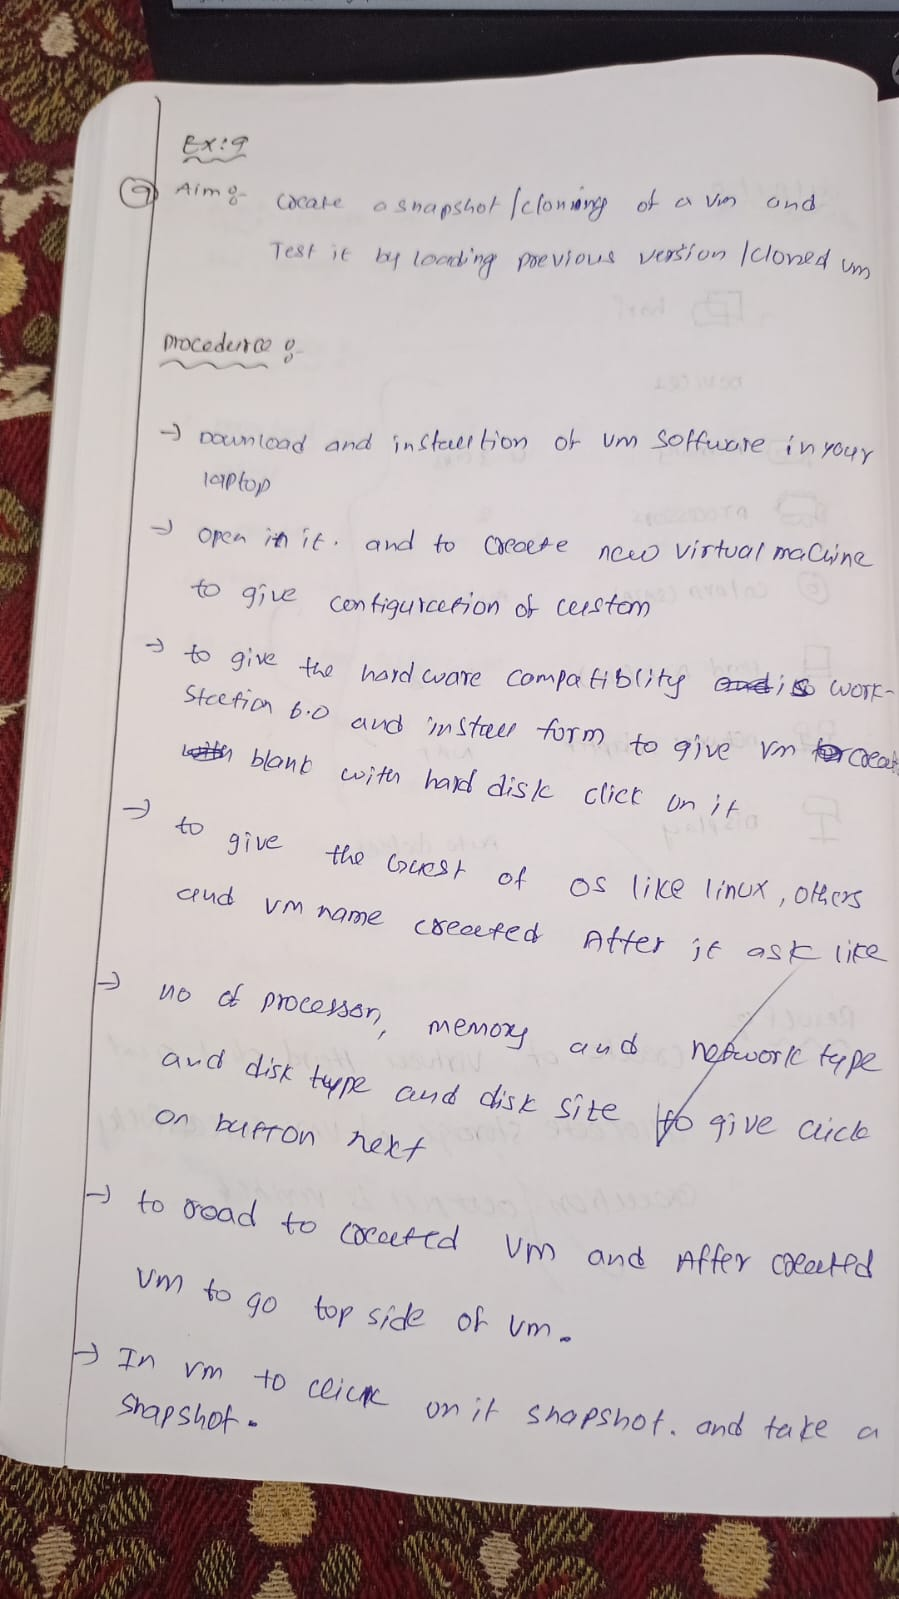 Ex:9
9 Aim:- Create a snapshot/cloning of a vm and
Test it by loading previous version /cloned vm
procedure :-
→ Download and installtion of vm software in your
laptop
→ open in it. and to create new virtual machine
to give configuration of custom
→ to give the hardware compatiblity is work-
Station 6.0 and install form to give vm creat
blank with hard disk click on it
→ to give the Guest of os like linux, others
and vm name created After it ask like
→ no of processon, memory and network type
and disk type and disk site to give click
on button next
→ to road to created vm and After created
vm to go top side of vm.
→ In vm to click on it snapshot. and take a
snapshot.